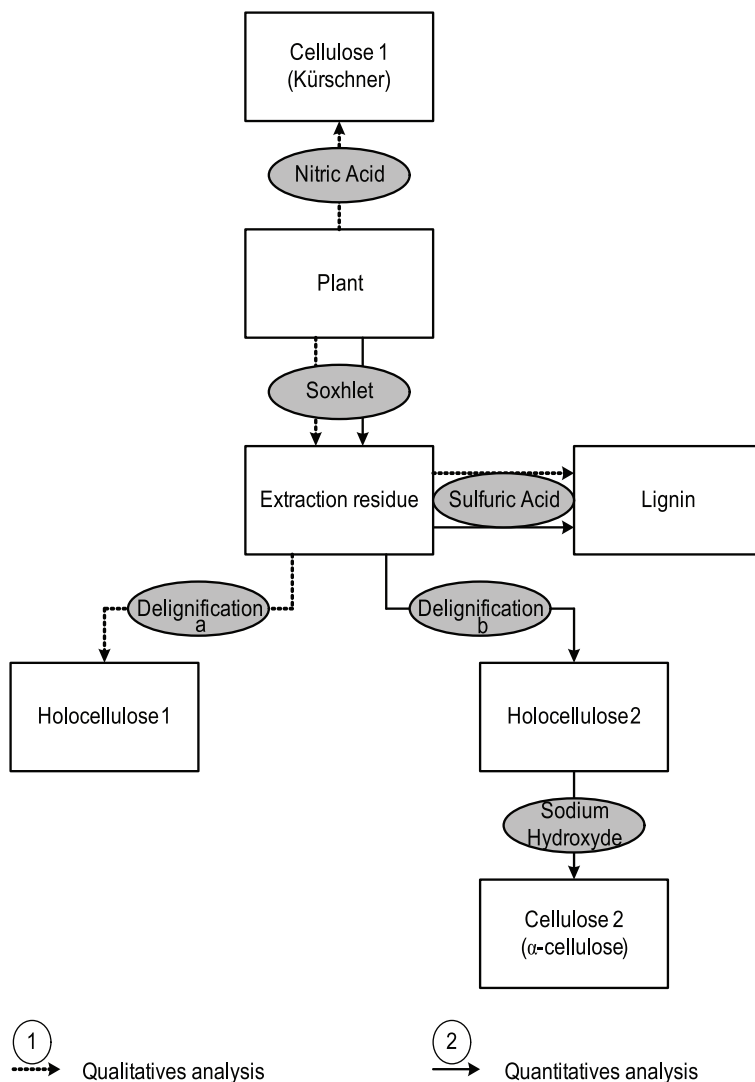 Cellulose 1
(Kürschner)
Nitric Acid
Plant
Soxhlet
Extraction residue
Sulfuric Acid
Lignin
Delignification
a
Delignification
b
Holocellulose 1
Holocellulose 2
Sodium
Hydroxyde
Cellulose 2
(α-cellulose)
1
Qualitatives analysis
2
Quantitatives analysis